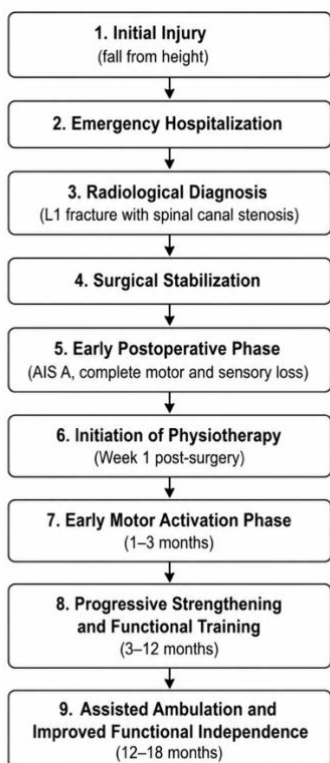 1. Initial Injury
(fall from height)
2. Emergency Hospitalization
3. Radiological Diagnosis
(L1 fracture with spinal canal stenosis)
4. Surgical Stabilization
5. Early Postoperative Phase
(AIS A, complete motor and sensory loss)
6. Initiation of Physiotherapy
(Week 1 post-surgery)
7. Early Motor Activation Phase
(1–3 months)
8. Progressive Strengthening
and Functional Training
(3–12 months)
9. Assisted Ambulation and
Improved Functional Independence
(12–18 months)